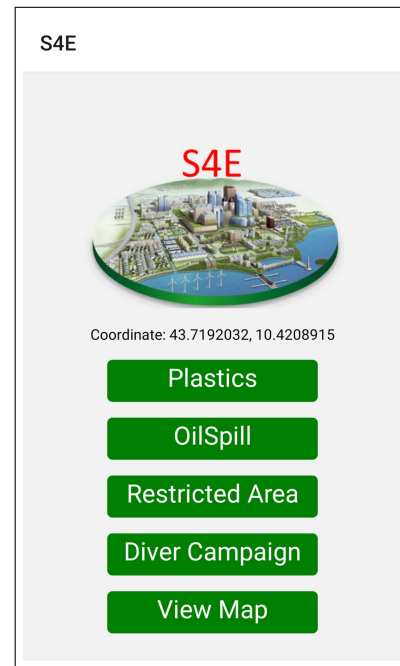 S4E
S4E
Coordinate: 43.7192032, 10.4208915
Plastics
OilSpill
Restricted Area
Diver Campaign
View Map